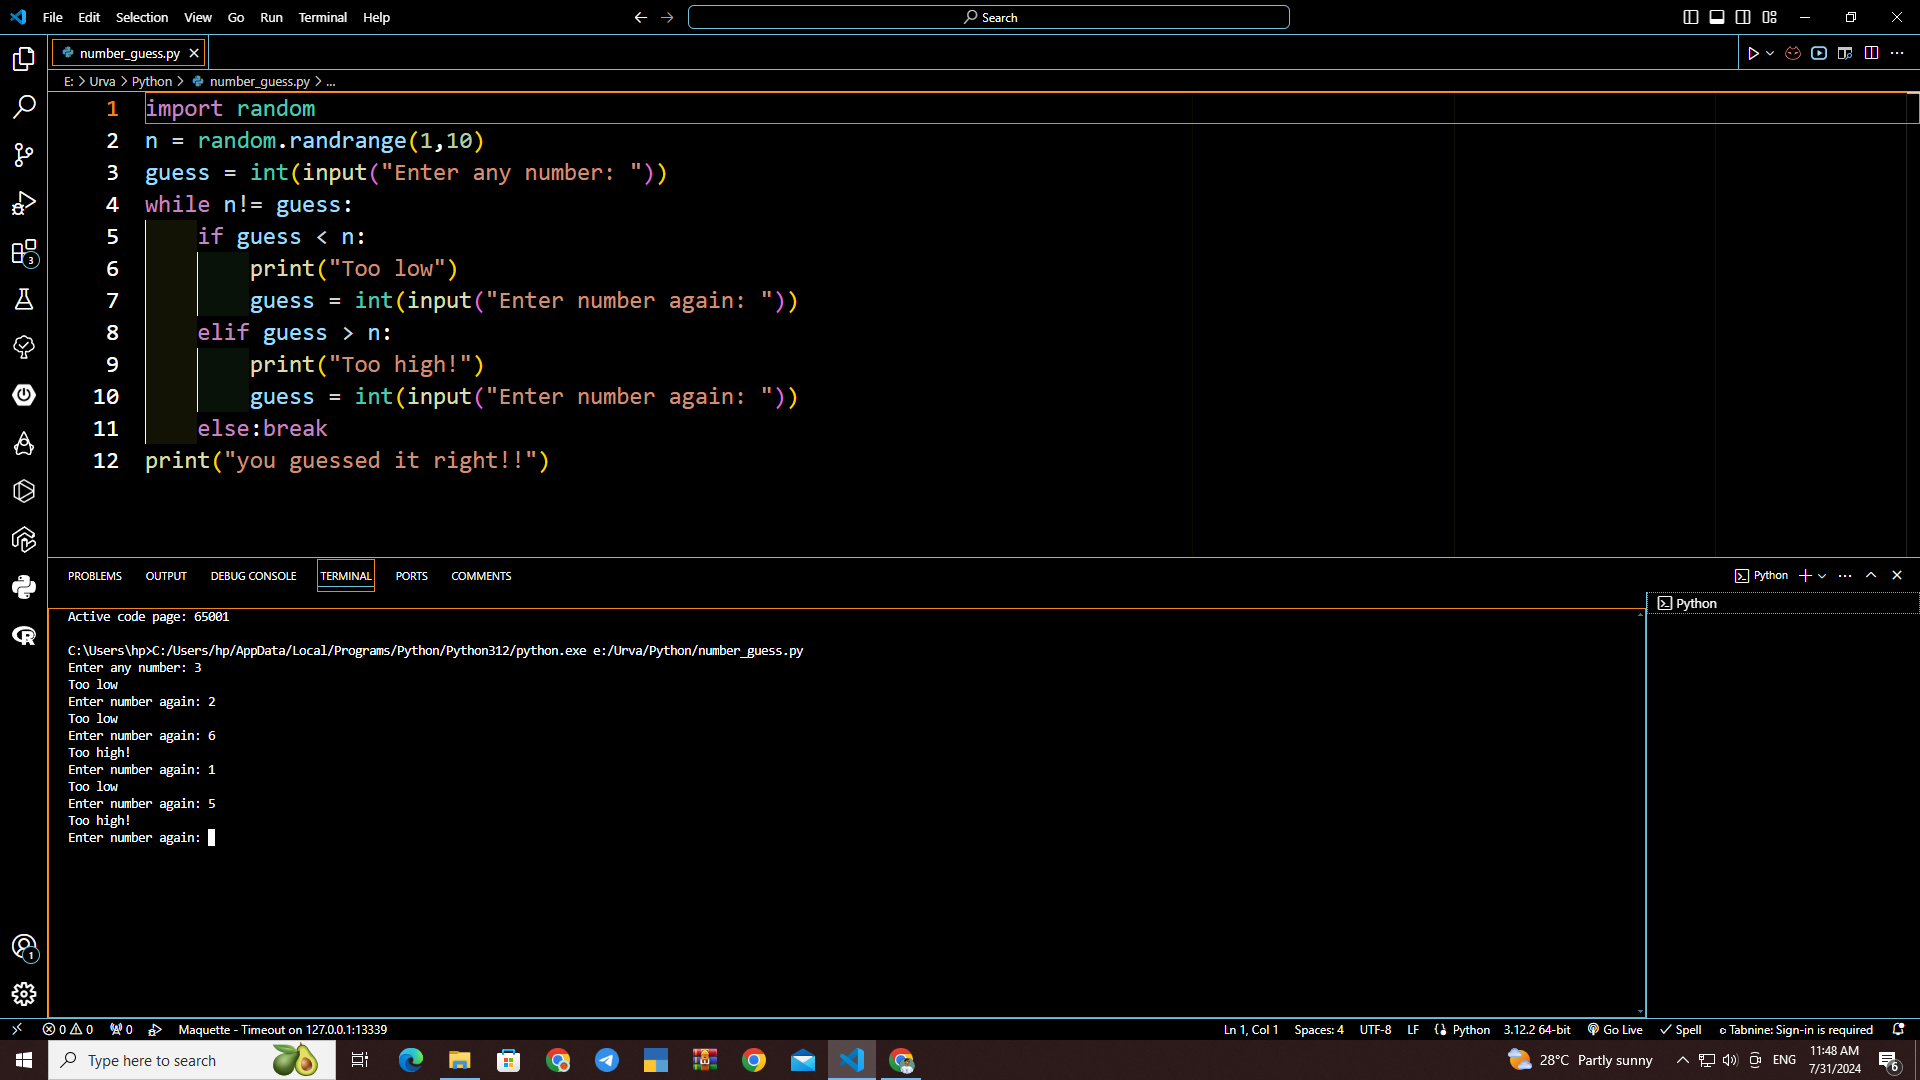 File Edit Selection View Go Run Terminal Help
Search
number_guess.py
E: > Urva > Python > number_guess.py > ...
1 import random
2 n = random.randrange(1,10)
3 guess = int(input("Enter any number: "))
4 while n!= guess:
5 if guess < n:
6 print("Too low")
7 guess = int(input("Enter number again: "))
8 elif guess > n:
9 print("Too high!")
10 guess = int(input("Enter number again: "))
11 else:break
12 print("you guessed it right!!")
3
PROBLEMS OUTPUT DEBUG CONSOLE TERMINAL PORTS COMMENTS
Python
Python
Active code page: 65001
C:\Users\hp>C:/Users/hp/AppData/Local/Programs/Python/Python312/python.exe e:/Urva/Python/number_guess.py
Enter any number: 3
Too low
Enter number again: 2
Too low
Enter number again: 6
Too high!
Enter number again: 1
Too low
Enter number again: 5
Too high!
Enter number again:
1
0 0 0 Maquette - Timeout on 127.0.0.1:13339 Ln 1, Col 1 Spaces: 4 UTF-8 LF Python 3.12.2 64-bit Go Live Spell Tabnine: Sign-in is required
Type here to search 28°C Partly sunny ENG 11:48 AM
7/31/2024
6